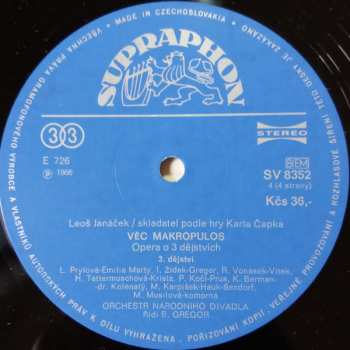 VŠECHNA PRÁVA GRAMOFONOVÉHO VÝROBCE A VLASTNÍKŮ AUTORSKÝCH PRÁV K DÍLU VYHRAŽENA. POŘIZOVÁNÍ KOPIÍ, VEŘEJNÉ PROVOZOVÁNÍ A ROZHLASOVÉ ŠÍŘENÍ TÉTO DESKY JE ZAKÁZÁNO.
MADE IN CZECHOSLOVAKIA
SUPRAPHON
33
STEREO
E 726
Ⓟ 1966
BIEM
SV 8352
4 (4 strany)
Kčs 36,-
Leoš Janáček / skladatel podle hry Karla Čapka
VĚC MAKROPULOS
Opera o 3 dějstvích
3. dějství
L. Prylová-Emilia Marty, I. Žídek-Gregor, R. Vonásek-Vítek,
H. Tattermuschová-Krista, P. Kočí-Prus, K. Berman-
dr. Kolenatý, M. Karpíšek-Hauk-Šendorf,
M. Musilová-komorná
ORCHESTR NÁRODNÍHO DIVADLA
Řídí B. GREGOR